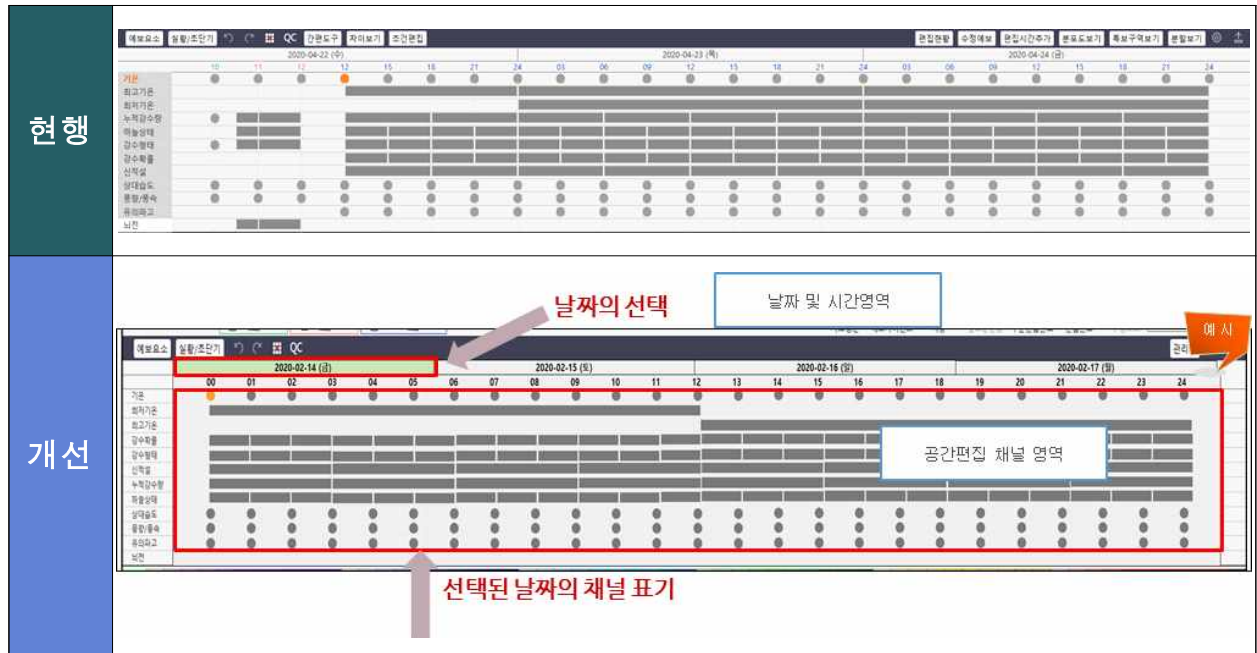 현행
예보요소 실황/초단기 QC 간편도구 차이보기 조건편집 편집현황 수정예보 편집시간추가 분포도보기 특보구역보기 분할보기
2020-04-22 (수) 2020-04-23 (목) 2020-04-24 (금)
10 11 12 12 15 18 21 24 03 06 09 12 15 18 21 24 03 06 09 12 15 18 21 24
기온
최고기온
최저기온
누적강수량
하늘상태
강수형태
강수확률
신적설
상대습도
풍향/풍속
유의파고
뇌전
개선
날짜의 선택
날짜 및 시간영역
예시
예보요소 실황/초단기 QC 관리
2020-02-14 (금) 2020-02-15 (토) 2020-02-16 (일) 2020-02-17 (월)
00 01 02 03 04 05 06 07 08 09 10 11 12 13 14 15 16 17 18 19 20 21 22 23 24
기온
최저기온
최고기온
강수확률
강수형태
신적설
누적강수량
하늘상태
상대습도
풍향/풍속
유의파고
뇌전
공간편집 채널 영역
선택된 날짜의 채널 표기